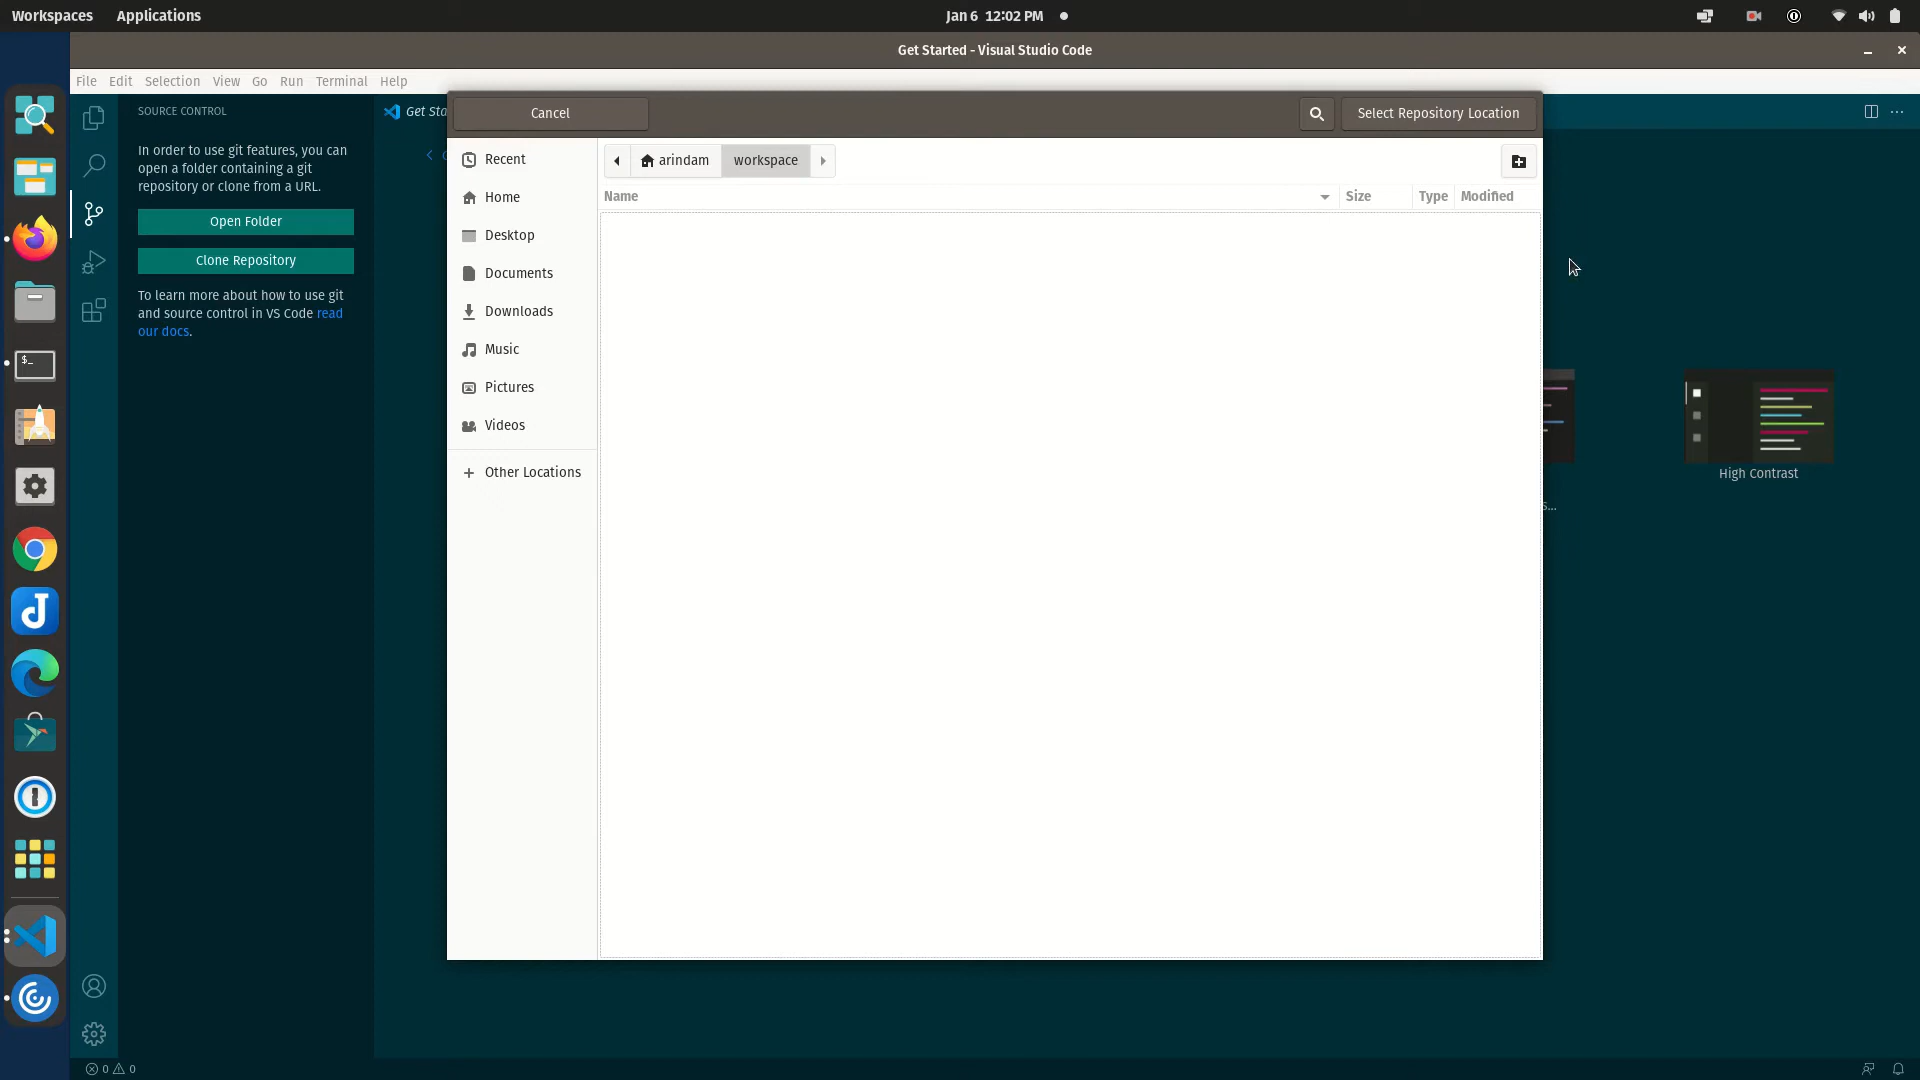 Workspaces
Applications
Jan 6 12:02 PM
Get Started - Visual Studio Code
File Edit Selection View Go Run Terminal Help
SOURCE CONTROL
Get Sta
In order to use git features, you can
open a folder containing a git
repository or clone from a URL.
Open Folder
Clone Repository
To learn more about how to use git
and source control in VS Code read
our docs.
Cancel
Select Repository Location
Recent
Home
Desktop
Documents
Downloads
Music
Pictures
Videos
Other Locations
arindam
workspace
Name
Size
Type
Modified
High Contrast
s...
0
0